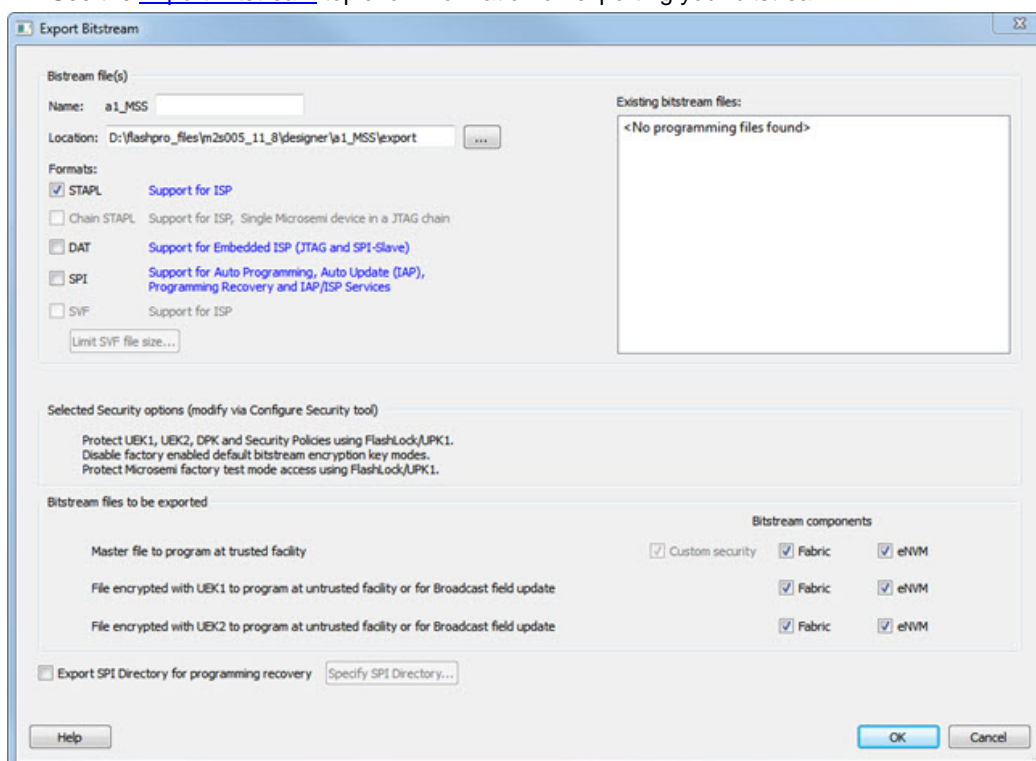 Export Bitstream
Bistream file(s)
Name: a1_MSS
Location: D:\flashpro_files\m2s005_11_8\designer\a1_MSS\export ...
Formats:
STAPL Support for ISP
Chain STAPL Support for ISP, Single Microsemi device in a JTAG chain
DAT Support for Embedded ISP (JTAG and SPI-Slave)
SPI Support for Auto Programming, Auto Update (IAP),
Programming Recovery and IAP/ISP Services
SVF Support for ISP
Limit SVF file size...
Existing bitstream files:
<No programming files found>
Selected Security options (modify via Configure Security tool)
Protect UEK1, UEK2, DPK and Security Policies using FlashLock/UPK1.
Disable factory enabled default bitstream encryption key modes.
Protect Microsemi factory test mode access using FlashLock/UPK1.
Bitstream files to be exported
Bitstream components
Master file to program at trusted facility Custom security Fabric eNVM
File encrypted with UEK1 to program at untrusted facility or for Broadcast field update Fabric eNVM
File encrypted with UEK2 to program at untrusted facility or for Broadcast field update Fabric eNVM
Export SPI Directory for programming recovery Specify SPI Directory...
Help OK Cancel